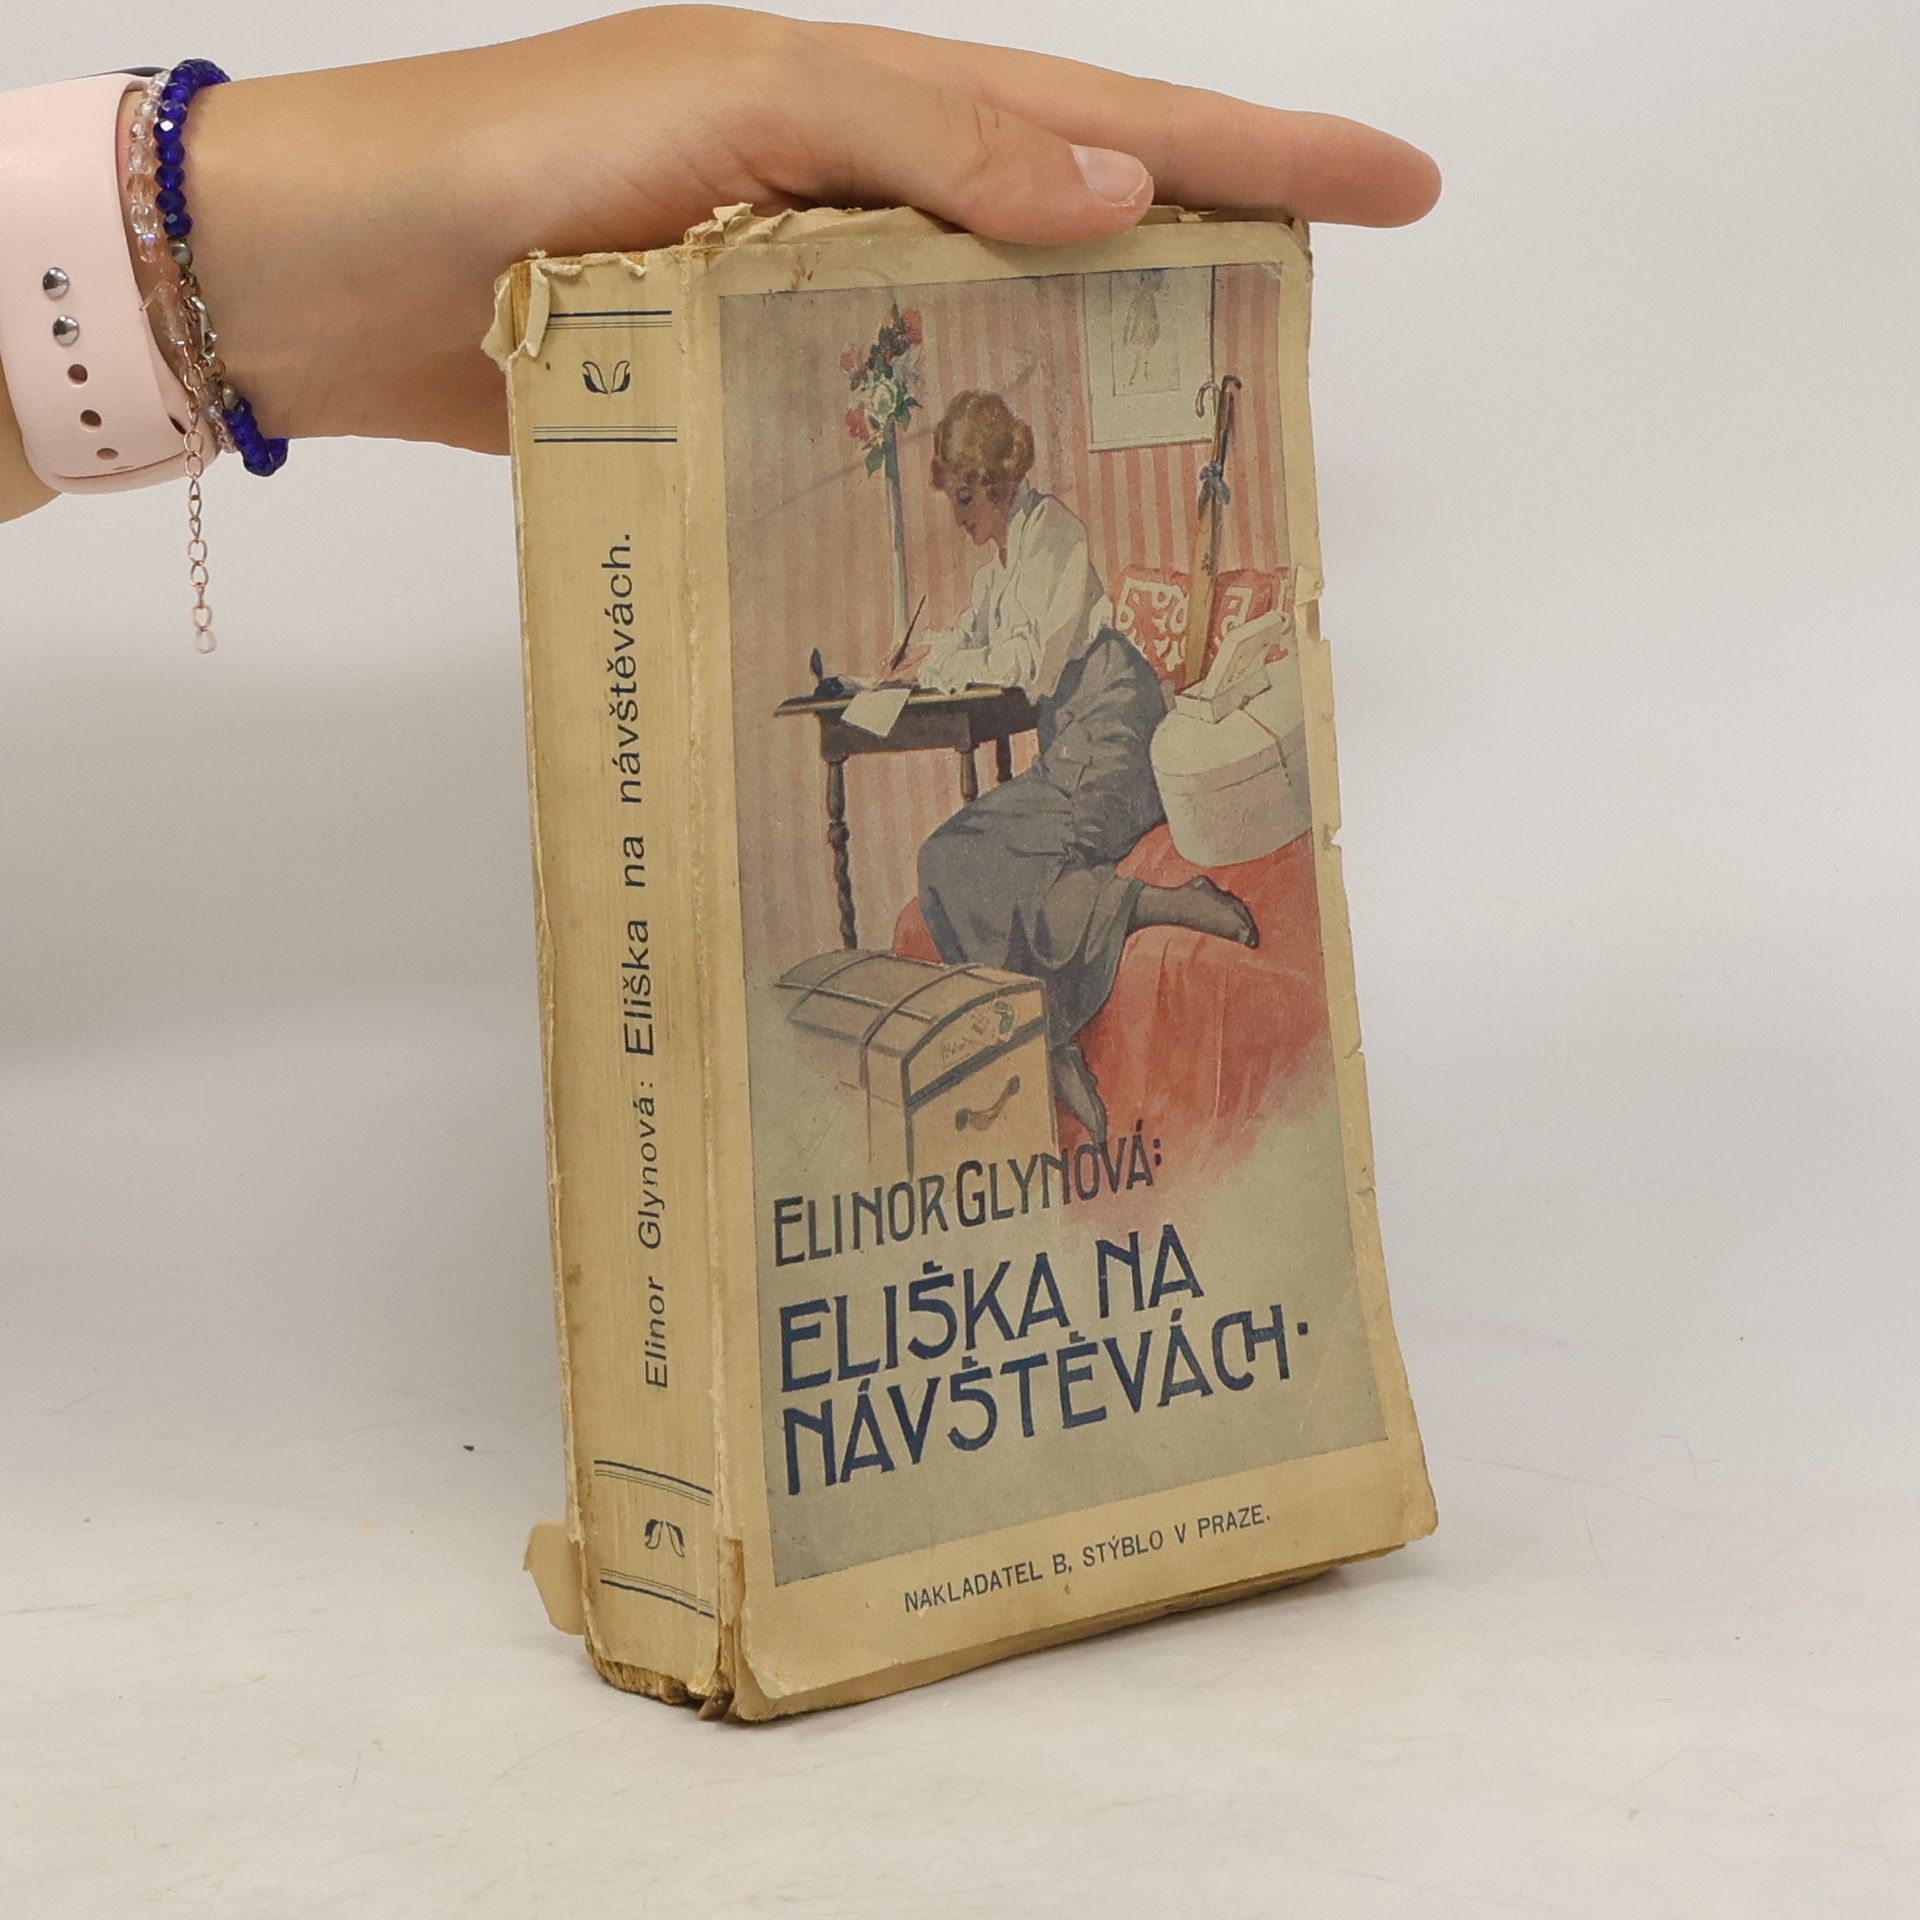 Elinor Glynová: Eliška na návštěvách.
ELINOR GLYNOVÁ:
ELIŠKA NA
NÁVŠTĚVÁCH.
NAKLADATEL B. STÝBLO V PRAZE.